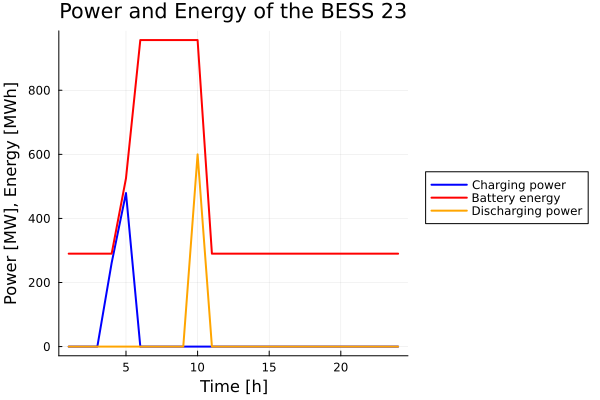 Power and Energy of the BESS 23
Power [MW], Energy [MWh]
800
600
400
200
0
5
10
15
20
Time [h]
Charging power
Battery energy
Discharging power